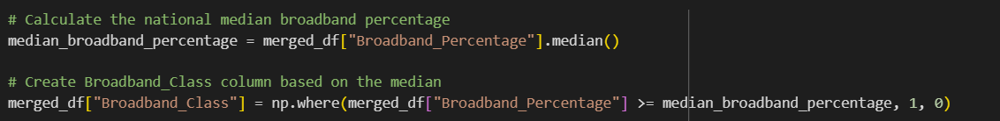 # Calculate the national median broadband percentage
median_broadband_percentage = merged_df["Broadband_Percentage"].median()
# Create Broadband_Class column based on the median
merged_df["Broadband_Class"] = np.where(merged_df["Broadband_Percentage"] >= median_broadband_percentage, 1, 0)